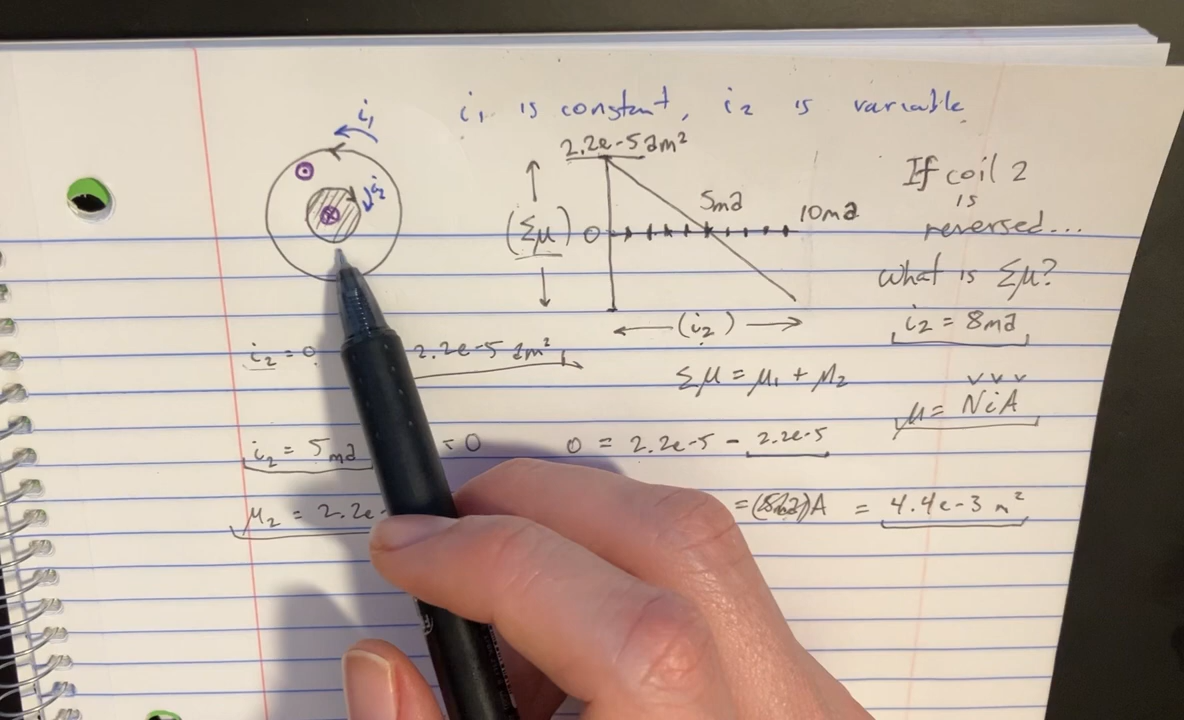 i₁ is constant, i₂ is variable
i₁
i₂
2.2e-5 am²
(Σμ) 0
5ma
10ma
(i₂)
If coil 2
is
reversed...
what is Σμ?
i₂ = 8ma
i₂ = 0 2.2e-5 am²
Σμ = μ₁ + μ₂
μ = NiA
i₂ = 5ma = 0 0 = 2.2e-5 - 2.2e-5
μ₂ = 2.2e- A = 4.4e-3 m²